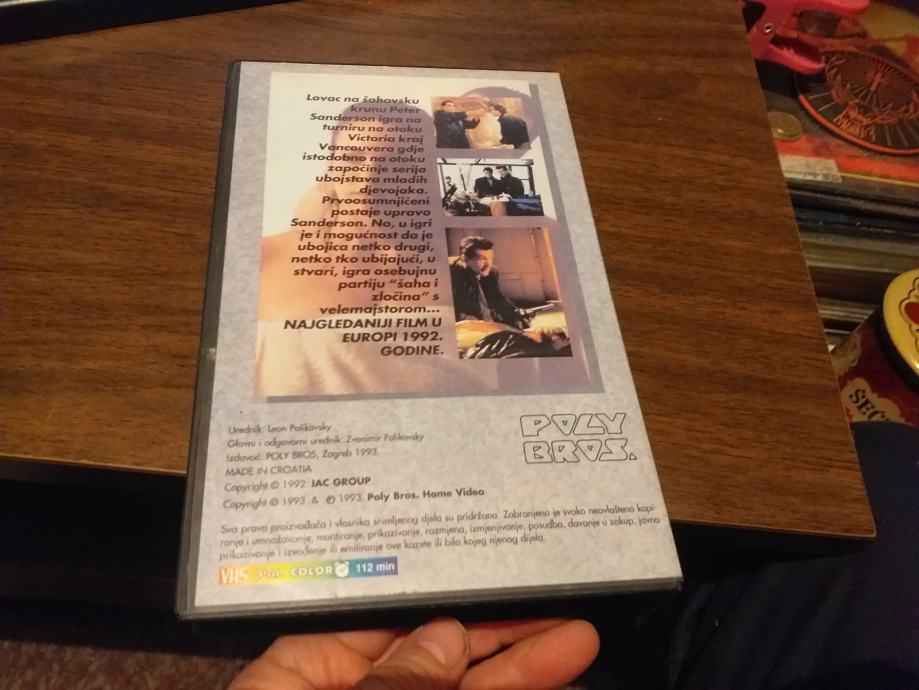 Lovac na šahovsku
krunu Peter
Sanderson igra na
turniru na otoku
Victoria kraj
Vancouvera gdje
istodobno na otoku
započinje serija
ubojstava mladih
djevojaka.
Prvoosumnjičeni
postaje upravo
Sanderson. No, u igri
je i mogućnost da je
ubojica netko drugi,
netko tko ubijajući, u
stvari, igra osebujnu
partiju "šaha i
zločina" s
velemajstorom...
NAJGLEDANIJI FILM U
EUROPI 1992.
GODINE.
POLY
BROS.
Urednik: Leon Polikovsky
Glavni i odgovorni urednik: Zvonimir Polikovsky
Izdavač: POLY BROS, Zagreb 1993.
MADE IN CROATIA
Copyright © 1992 IAC GROUP
Copyright © 1993. & ℗ 1993. Poly Bros. Home Video
Sva prava proizvođača i vlasnika snimljenog djela su pridržana. Zabranjeno je svako neovlašteno kopi-
ranje i umnožavanje, montiranje, prikazivanje, razmjena, izmjenjivanje, posudba, davanje u zakup, javno
prikazivanje i izvođenje ili emitiranje ove kazete ili bilo kojeg njenog dijela.
VHS PAL COLOR 112 min
ŠEĆ